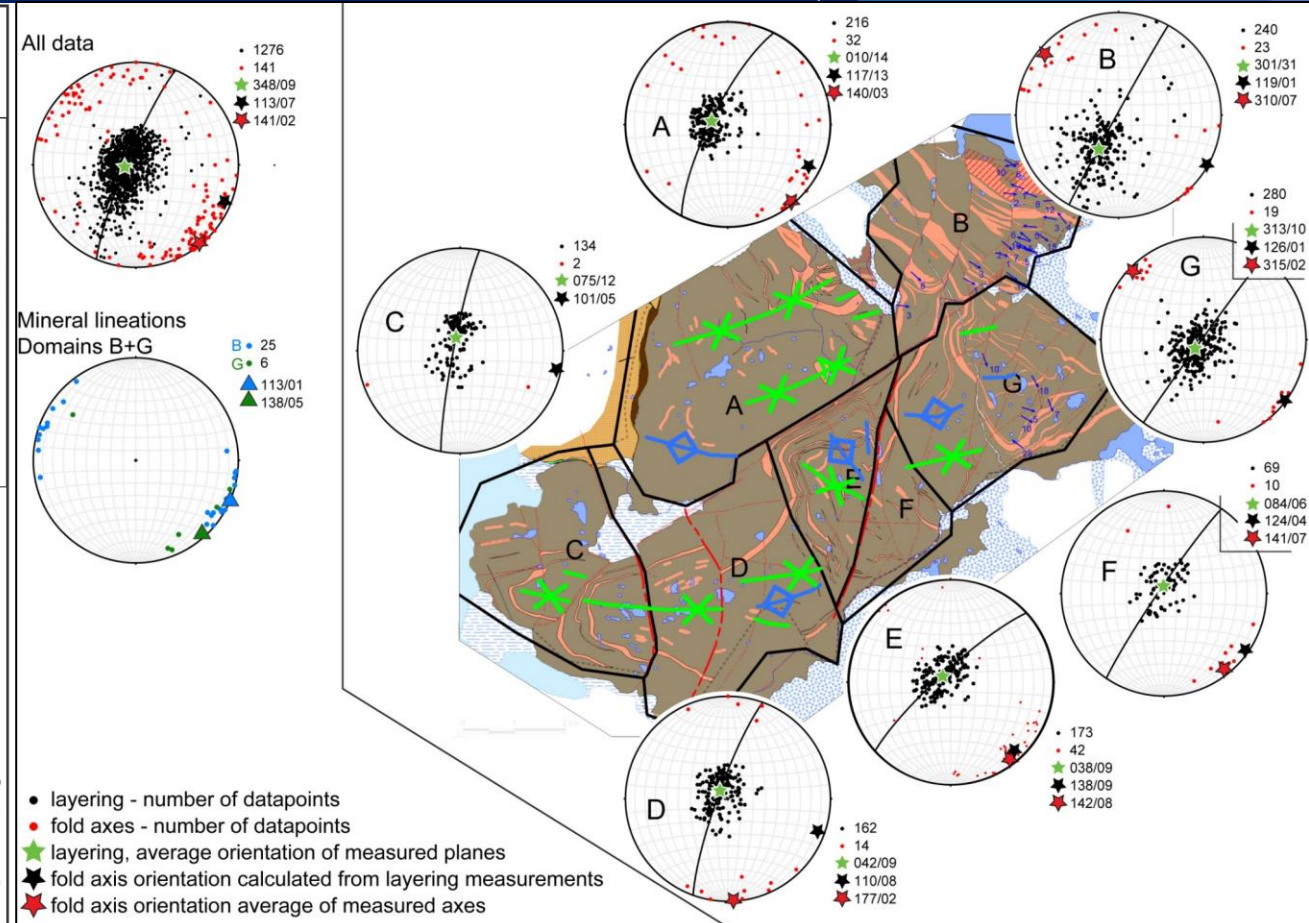 All data
1276
141
348/09
113/07
141/02
Mineral lineations
Domains B+G
B 25
G 6
113/01
138/05
A
216
32
010/14
117/13
140/03
B
240
23
301/31
119/01
310/07
G
280
19
313/10
126/01
315/02
C
134
2
075/12
101/05
F
69
10
084/06
124/04
141/07
E
173
42
038/09
138/09
142/08
D
162
14
042/09
110/08
177/02
A
B
C
D
E
F
G
10
18
10
layering - number of datapoints
fold axes - number of datapoints
layering, average orientation of measured planes
fold axis orientation calculated from layering measurements
fold axis orientation average of measured axes